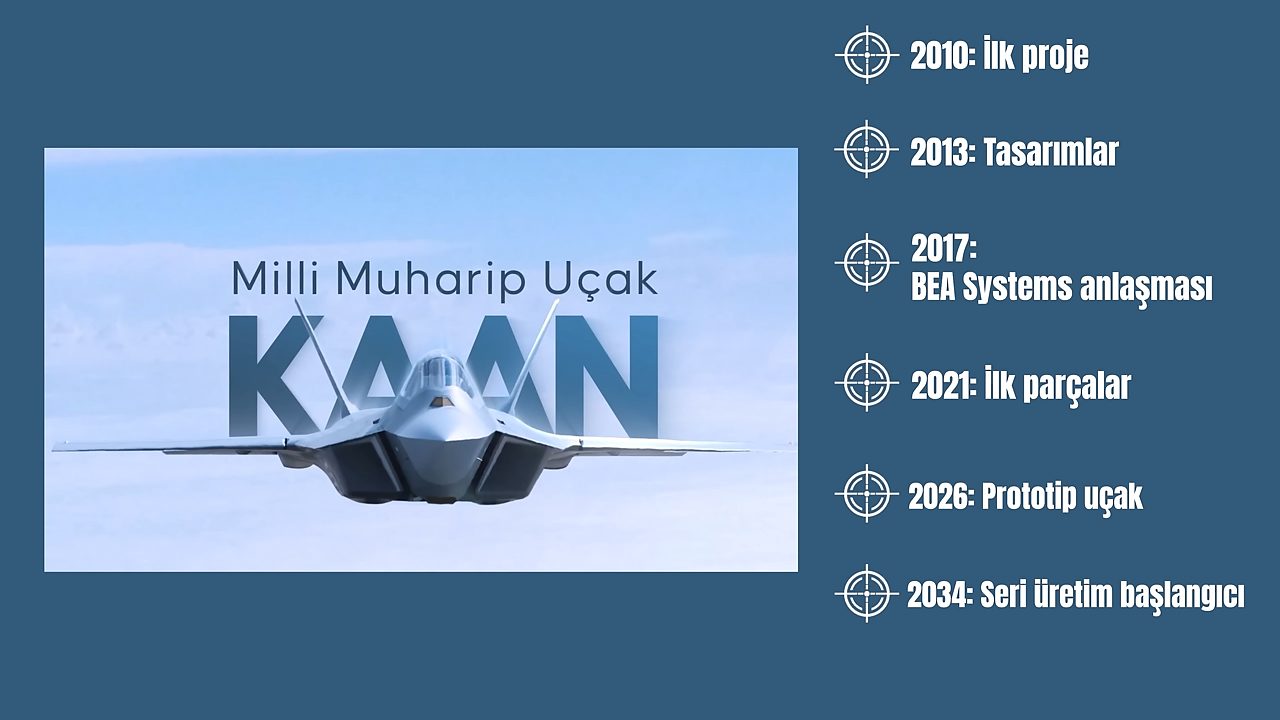 Milli Muharip Uçak
KAAN
2010: İlk proje
2013: Tasarımlar
2017:
BEA Systems anlaşması
2021: İlk parçalar
2026: Prototip uçak
2034: Seri üretim başlangıcı